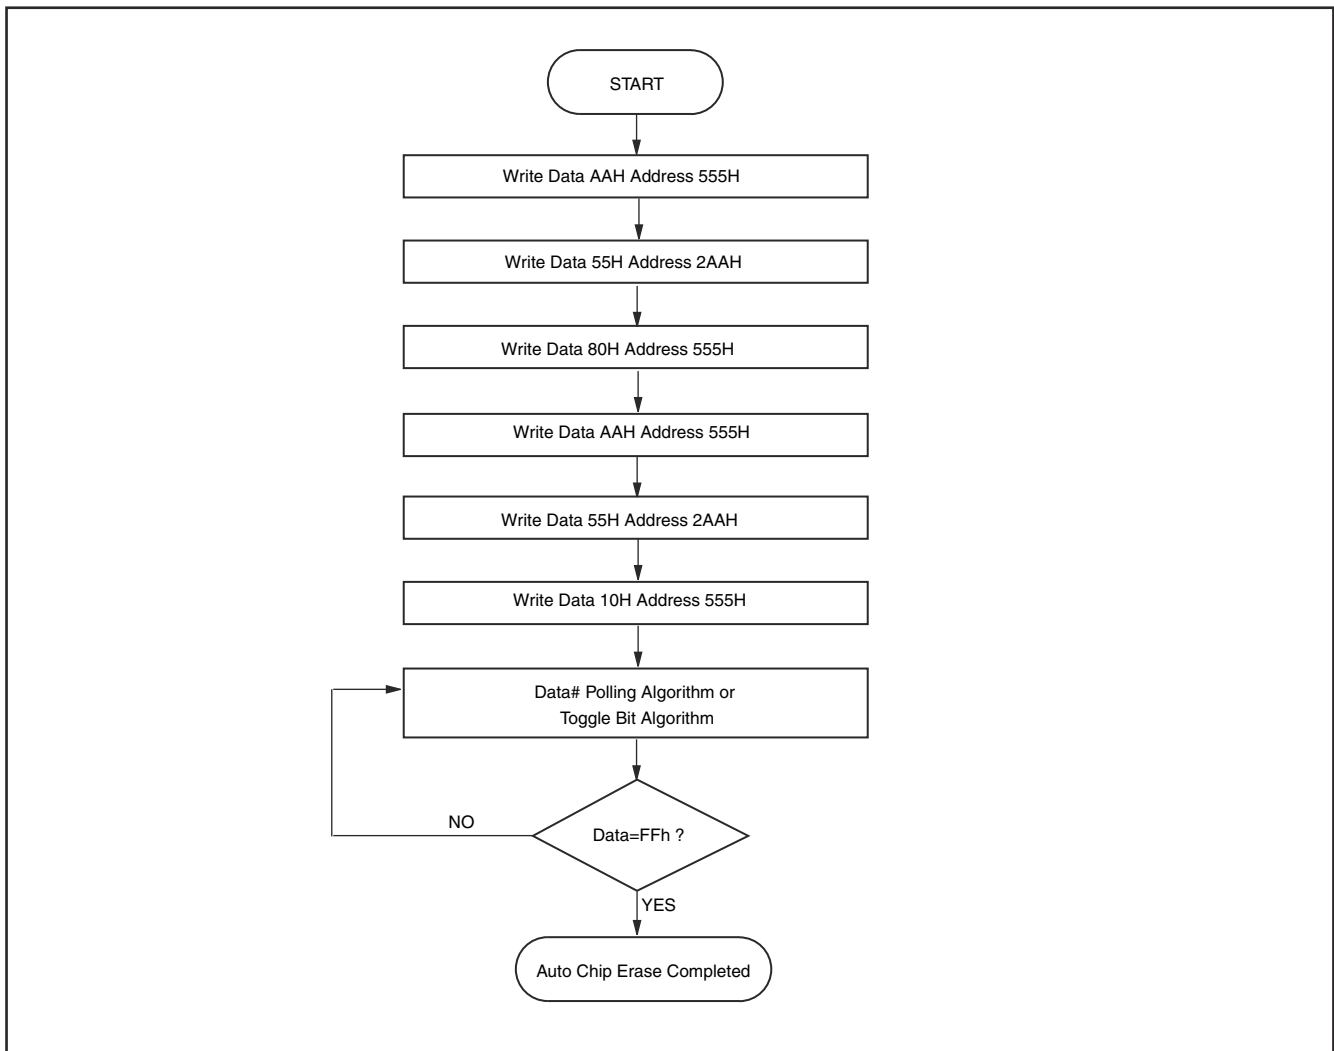 START
Write Data AAH Address 555H
Write Data 55H Address 2AAH
Write Data 80H Address 555H
Write Data AAH Address 555H
Write Data 55H Address 2AAH
Write Data 10H Address 555H
Data# Polling Algorithm or
Toggle Bit Algorithm
NO
Data=FFh ?
YES
Auto Chip Erase Completed